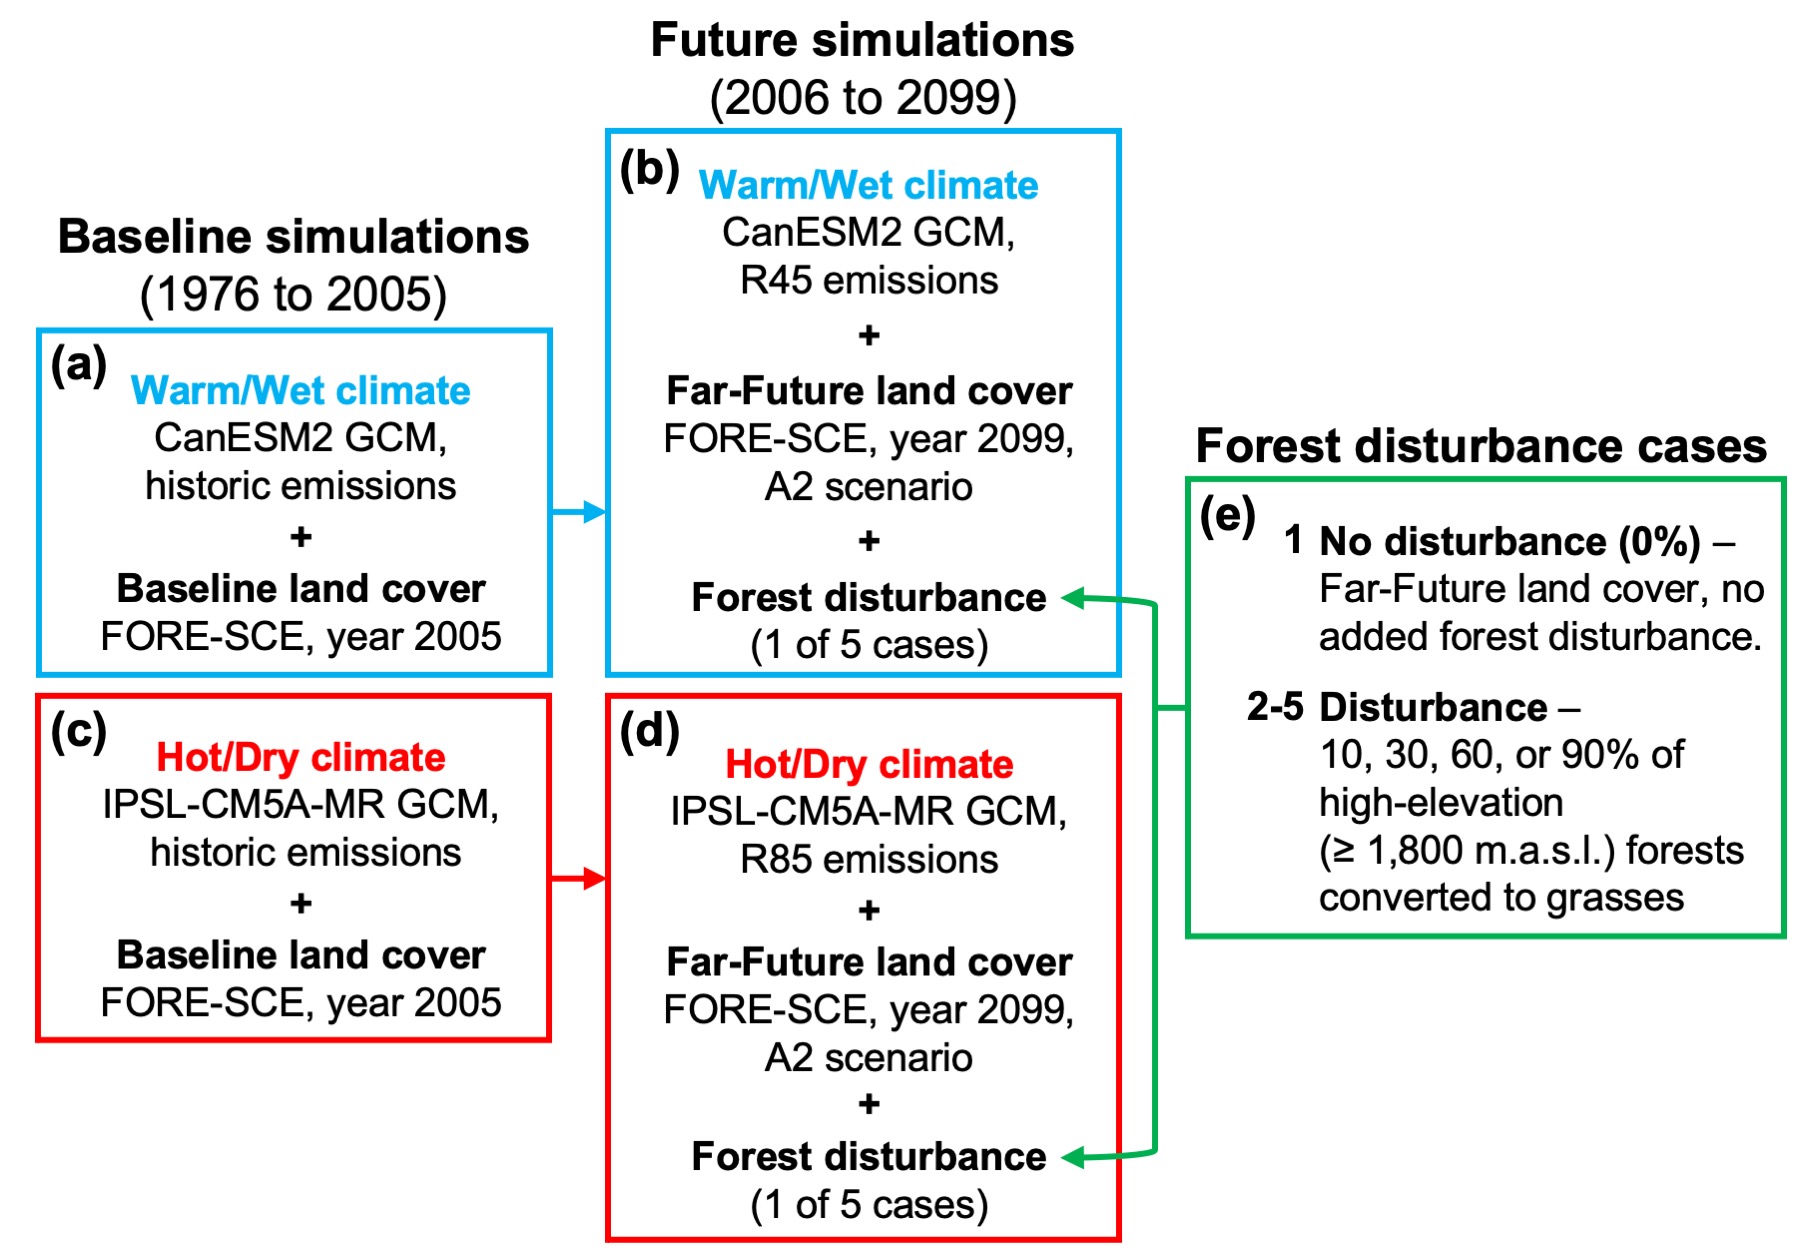 Baseline simulations
(1976 to 2005)
(a)
Warm/Wet climate
CanESM2 GCM,
historic emissions
+
Baseline land cover
FORE-SCE, year 2005
(c)
Hot/Dry climate
IPSL-CM5A-MR GCM,
historic emissions
+
Baseline land cover
FORE-SCE, year 2005
Future simulations
(2006 to 2099)
(b)
Warm/Wet climate
CanESM2 GCM,
R45 emissions
+
Far-Future land cover
FORE-SCE, year 2099,
A2 scenario
+
Forest disturbance
(1 of 5 cases)
(d)
Hot/Dry climate
IPSL-CM5A-MR GCM,
R85 emissions
+
Far-Future land cover
FORE-SCE, year 2099,
A2 scenario
+
Forest disturbance
(1 of 5 cases)
Forest disturbance cases
(e)
1 No disturbance (0%) –
Far-Future land cover, no
added forest disturbance.
2-5 Disturbance –
10, 30, 60, or 90% of
high-elevation
(≥ 1,800 m.a.s.l.) forests
converted to grasses